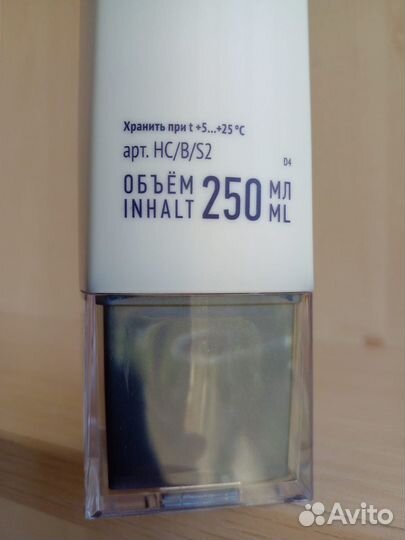 Хранить при t +5...+25 °C
арт. HC/B/S2
D4
ОБЪЁМ 250 МЛ
INHALT ML
Avito